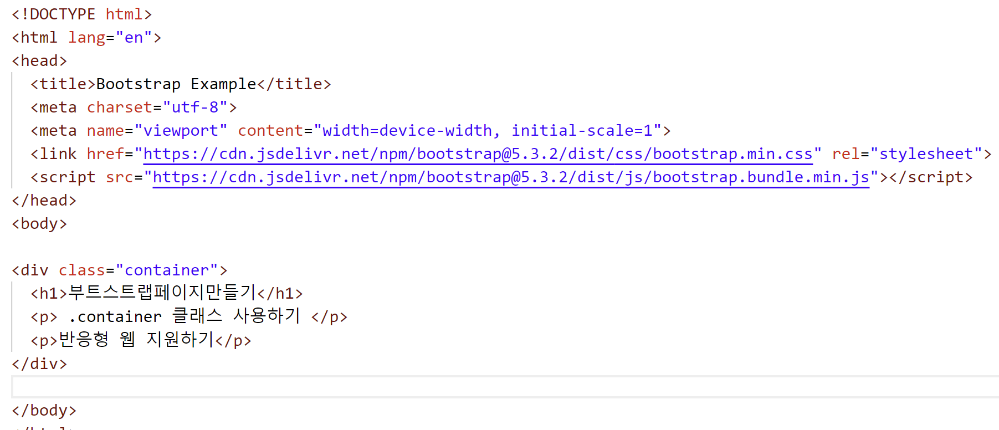 <!DOCTYPE html>
<html lang="en">
<head>
<title>Bootstrap Example</title>
<meta charset="utf-8">
<meta name="viewport" content="width=device-width, initial-scale=1">
<link href="https://cdn.jsdelivr.net/npm/bootstrap@5.3.2/dist/css/bootstrap.min.css" rel="stylesheet">
<script src="https://cdn.jsdelivr.net/npm/bootstrap@5.3.2/dist/js/bootstrap.bundle.min.js"></script>
</head>
<body>
<div class="container">
<h1>부트스트랩페이지만들기</h1>
<p> .container 클래스 사용하기 </p>
<p>반응형 웹 지원하기</p>
</div>
</body>